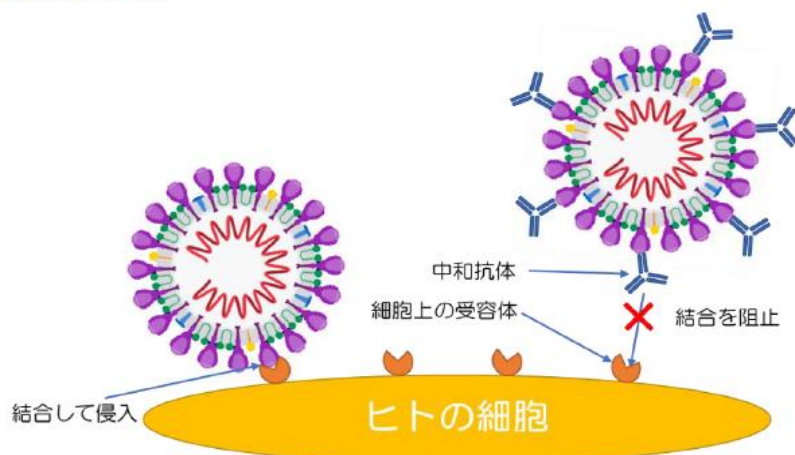 中和抗体
細胞上の受容体
結合を阻止
結合して侵入
ヒトの細胞